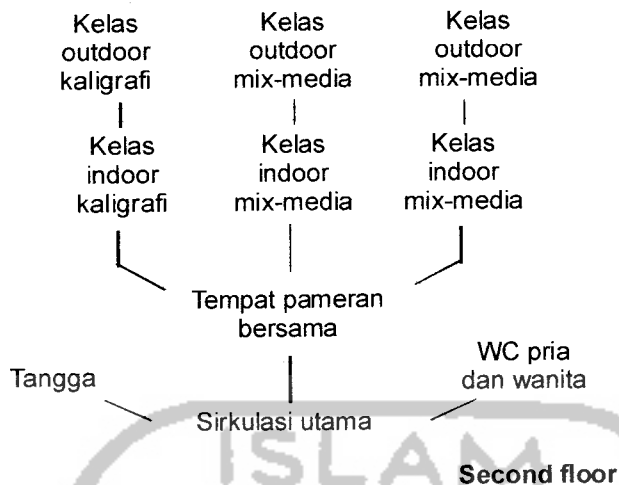 Kelas
outdoor
kaligrafi
Kelas
outdoor
mix-media
Kelas
outdoor
mix-media
Kelas
indoor
kaligrafi
Kelas
indoor
mix-media
Kelas
indoor
mix-media
Tempat pameran
bersama
Tangga
WC pria
dan wanita
Sirkulasi utama
ISLAM
Second floor